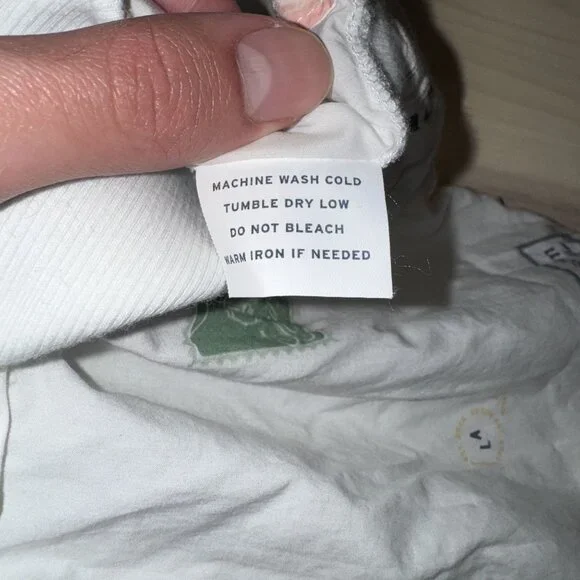 MACHINE WASH COLD
TUMBLE DRY LOW
DO NOT BLEACH
WARM IRON IF NEEDED